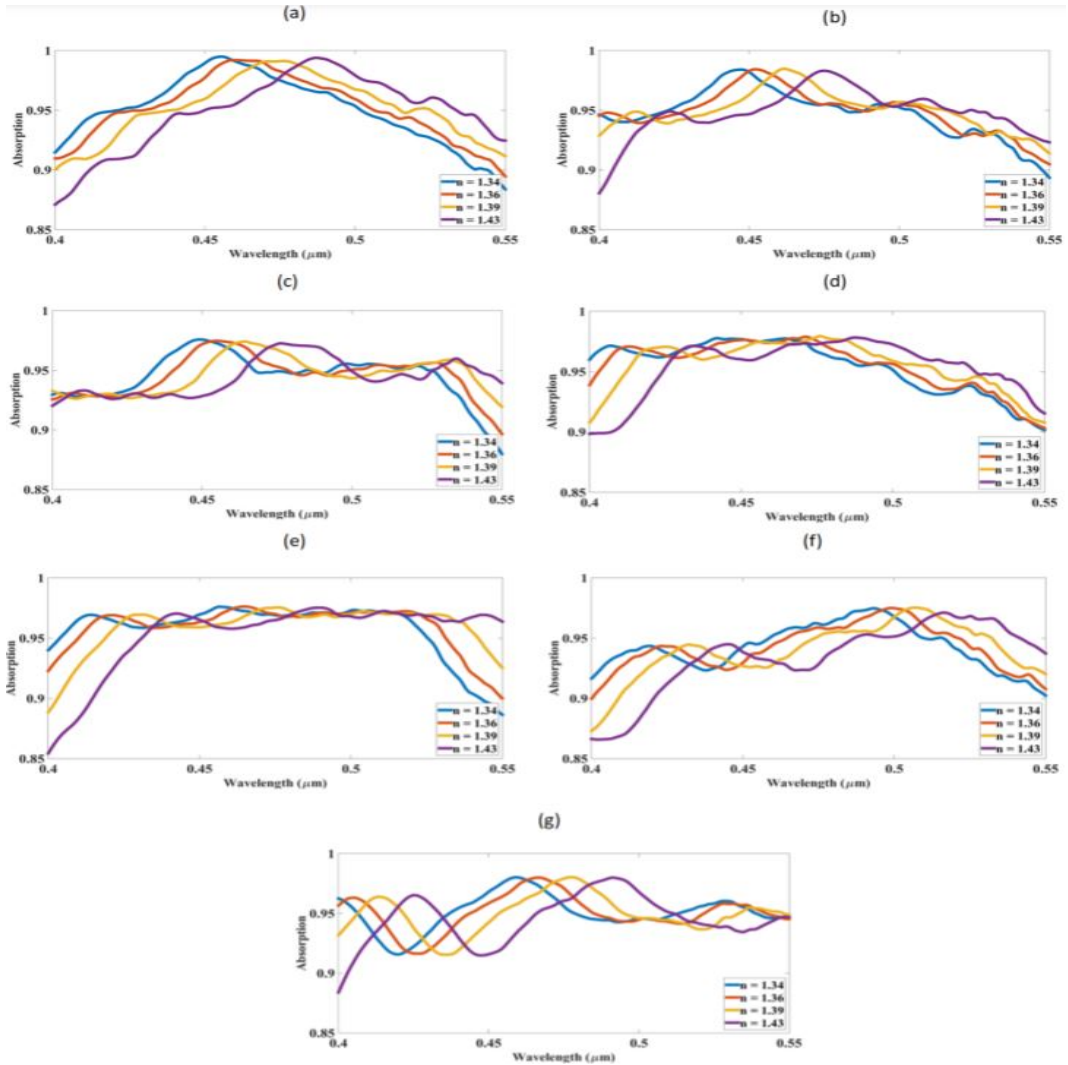 (a)
1
0.95
0.9
0.85
Absorption
n = 1.34
n = 1.36
n = 1.39
n = 1.43
0.4 0.45 0.5 0.55
Wavelength (μm)
(b)
1
0.95
0.9
0.85
Absorption
n = 1.34
n = 1.36
n = 1.39
n = 1.43
0.4 0.45 0.5 0.55
Wavelength (μm)
(c)
1
0.95
0.9
0.85
Absorption
n = 1.34
n = 1.36
n = 1.39
n = 1.43
0.4 0.45 0.5 0.55
Wavelength (μm)
(d)
1
0.95
0.9
0.85
Absorption
n = 1.34
n = 1.36
n = 1.39
n = 1.43
0.4 0.45 0.5 0.55
Wavelength (μm)
(e)
1
0.95
0.9
0.85
Absorption
n = 1.34
n = 1.36
n = 1.39
n = 1.43
0.4 0.45 0.5 0.55
Wavelength (μm)
(f)
1
0.95
0.9
0.85
Absorption
n = 1.34
n = 1.36
n = 1.39
n = 1.43
0.4 0.45 0.5 0.55
Wavelength (μm)
(g)
1
0.95
0.9
0.85
Absorption
n = 1.34
n = 1.36
n = 1.39
n = 1.43
0.4 0.45 0.5 0.55
Wavelength (μm)